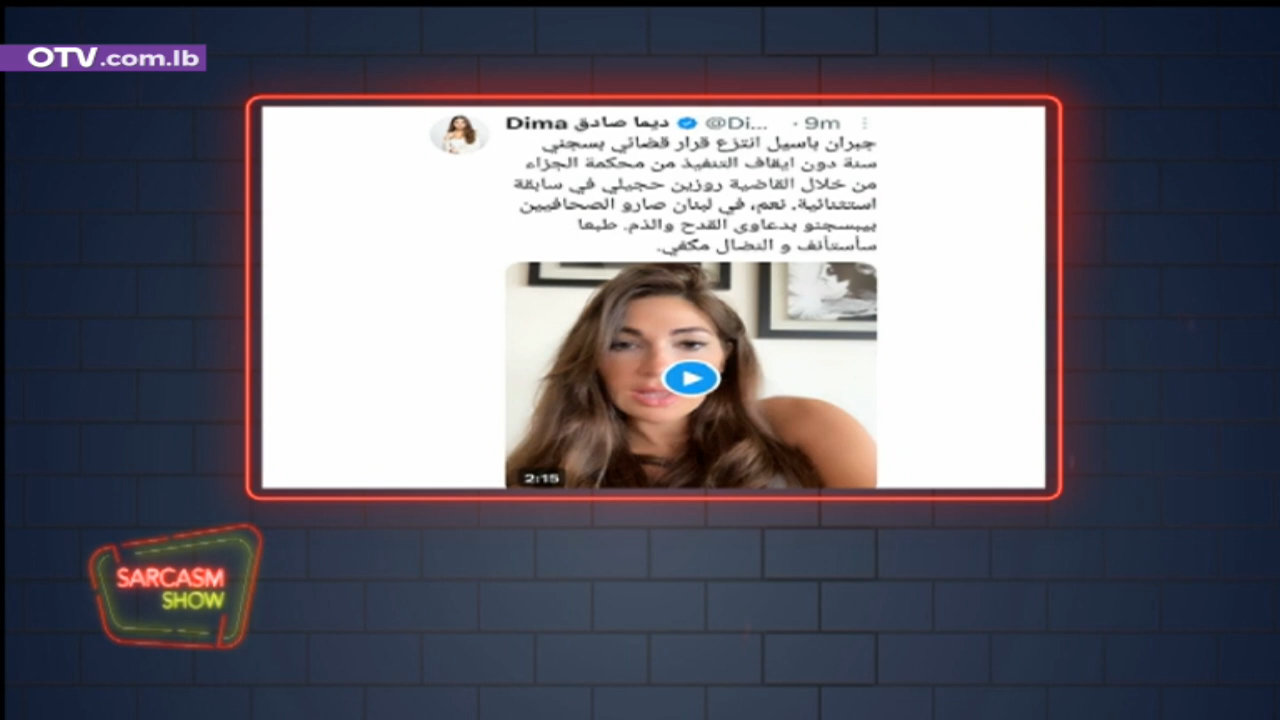 OTV.com.lb
Dima ديما صادق @Di... · 9m
جبران باسيل انتزع قرار قضائي بسجني
سنة دون ايقاف التنفيذ من محكمة الجزاء
من خلال القاضية روزين حجيلي في سابقة
استثنائية. نعم، في لبنان صارو الصحافيين
بيبسجنو بدعاوى القدح والذم. طبعا
سأستأنف و النضال مكفي.
2:15
SARCASM
SHOW